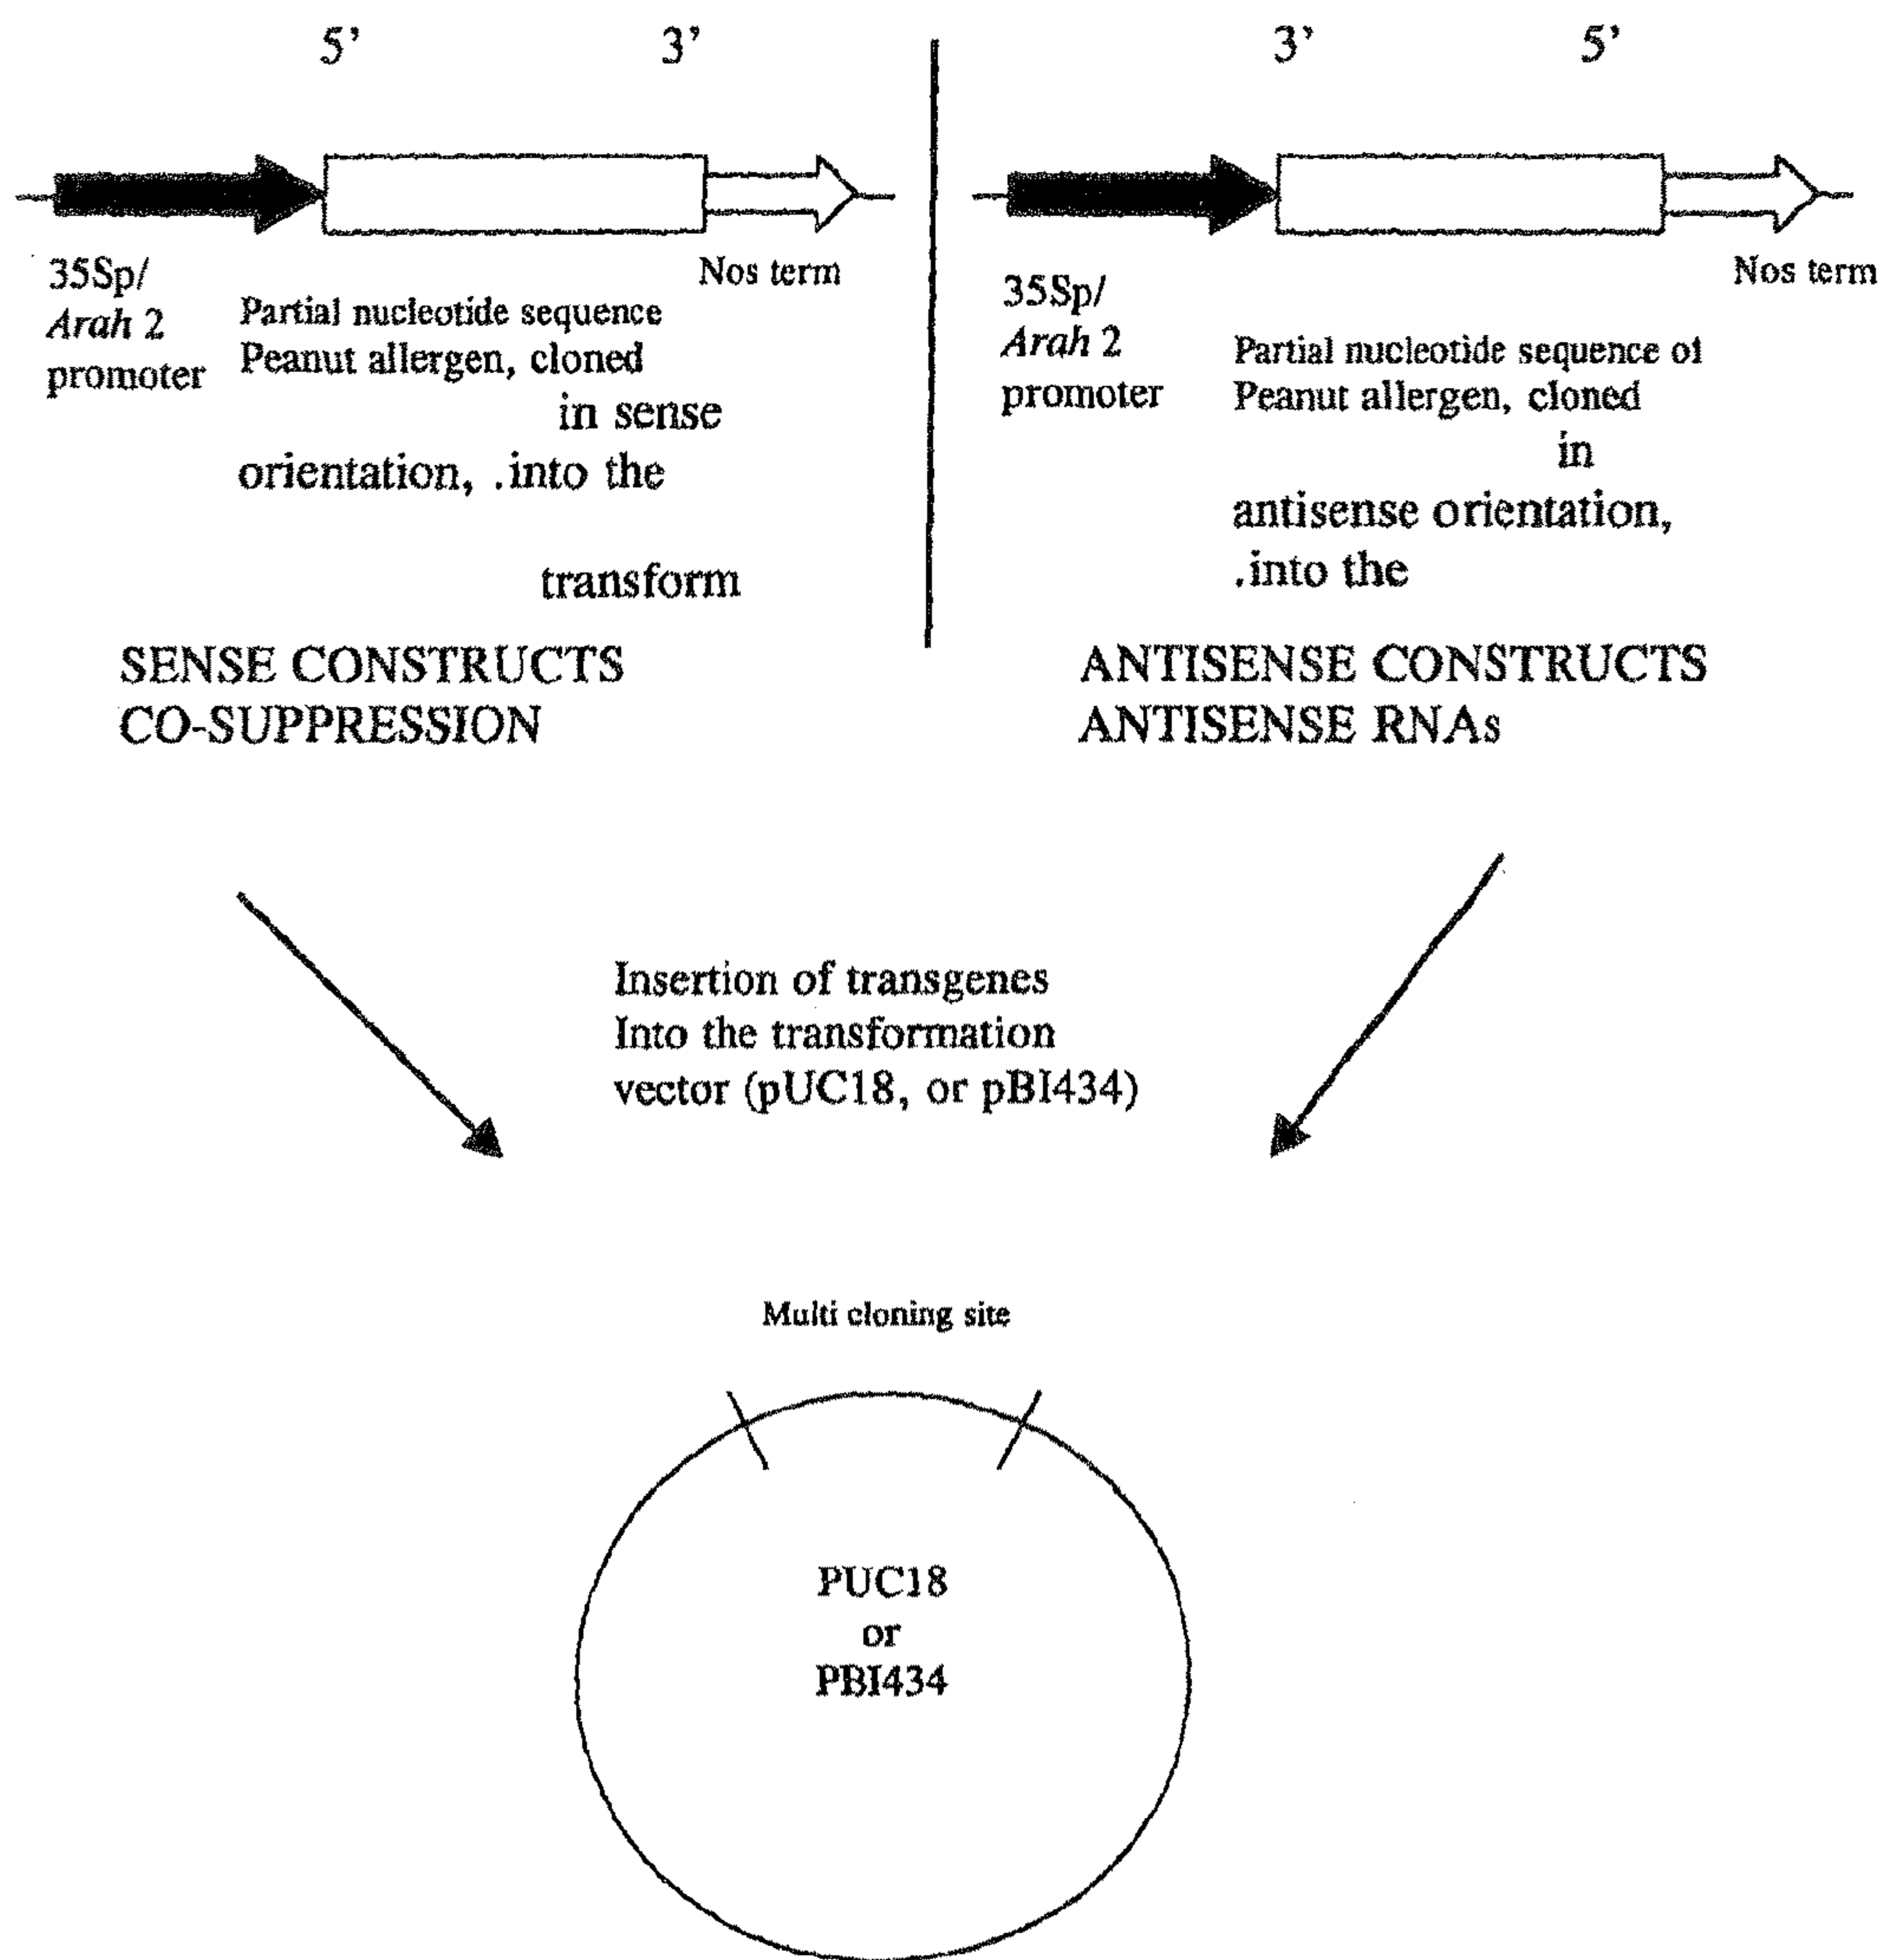 5' 3'
35Sp/
Arah 2
promoter
Partial nucleotide sequence
Peanut allergen, cloned
in sense
orientation, .into the
transform
Nos term
SENSE CONSTRUCTS
CO-SUPPRESSION
3' 5'
35Sp/
Arah 2
promoter
Partial nucleotide sequence of
Peanut allergen, cloned
in
antisense orientation,
.into the
Nos term
ANTISENSE CONSTRUCTS
ANTISENSE RNAs
Insertion of transgenes
Into the transformation
vector (pUC18, or pBI434)
Multi cloning site
PUC18
or
PBI434